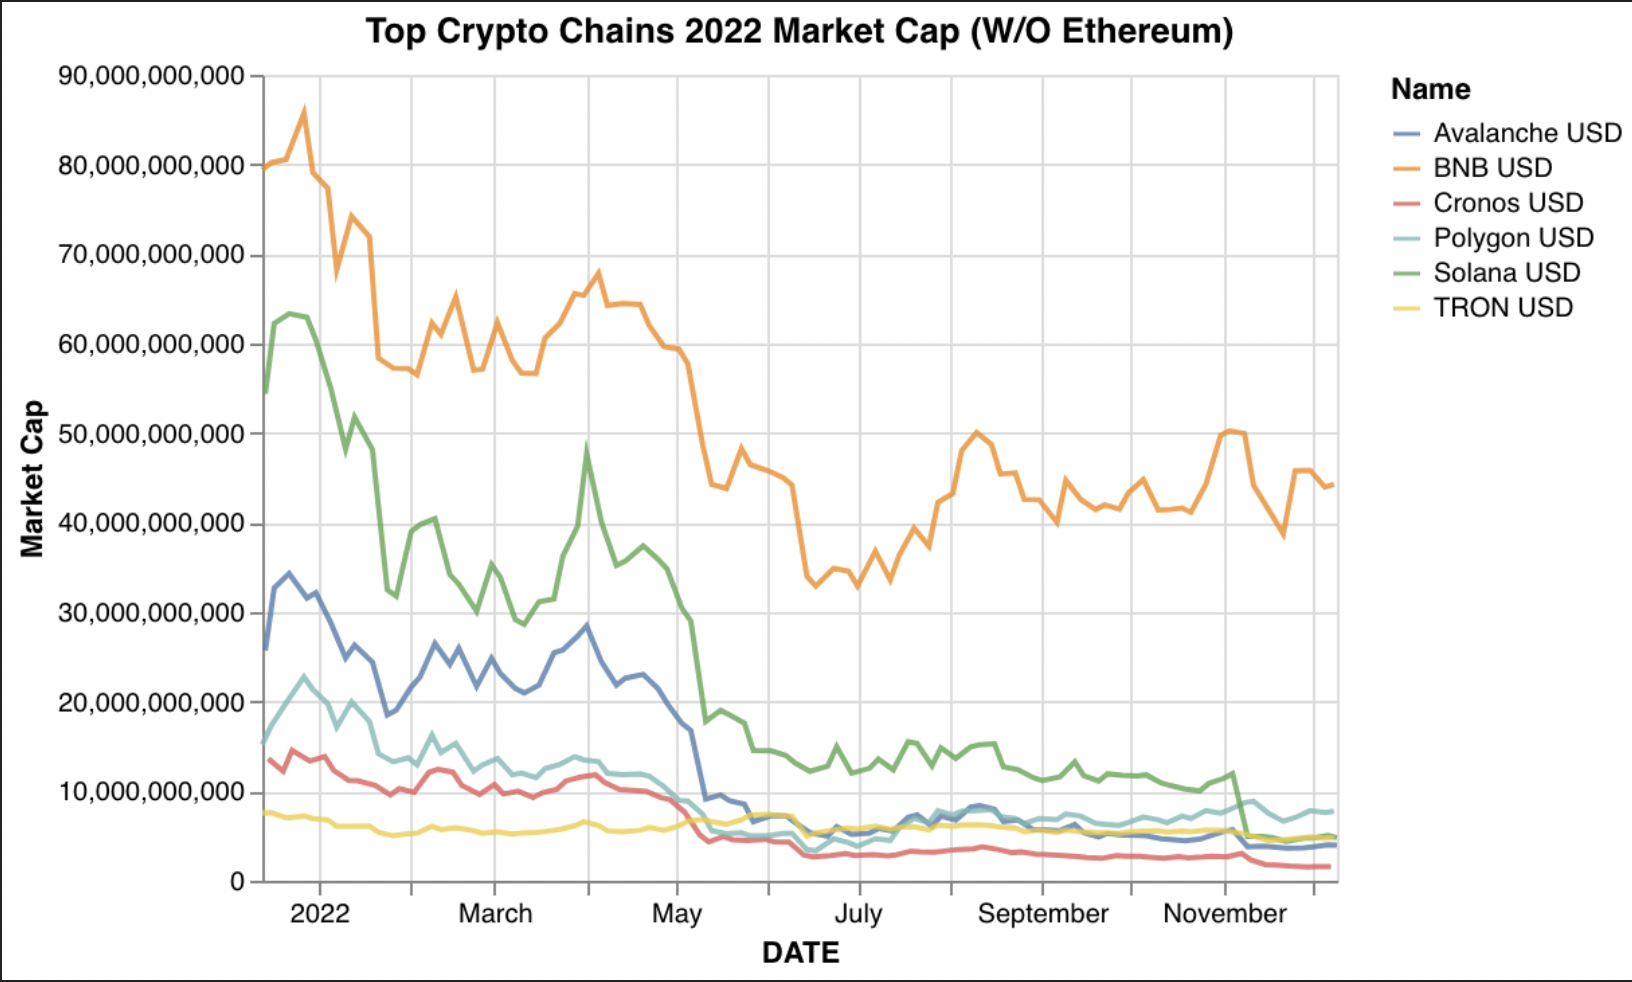 Top Crypto Chains 2022 Market Cap (W/O Ethereum)
90,000,000,000
80,000,000,000
70,000,000,000
60,000,000,000
50,000,000,000
40,000,000,000
30,000,000,000
20,000,000,000
10,000,000,000
0
Market Cap
2022 March May July September November
DATE
Name
Avalanche USD
BNB USD
Cronos USD
Polygon USD
Solana USD
TRON USD